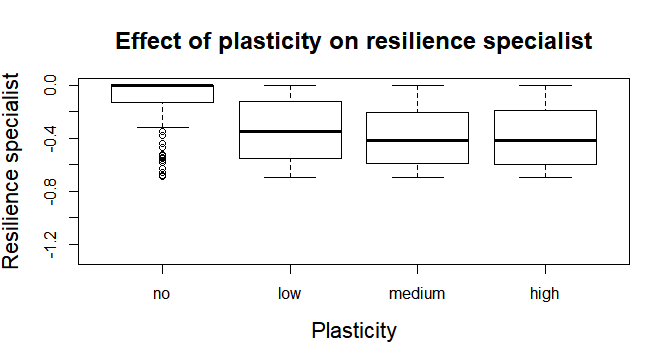 Effect of plasticity on resilience specialist
Resilience specialist
0.0
-0.4
-0.8
-1.2
no low medium high
Plasticity